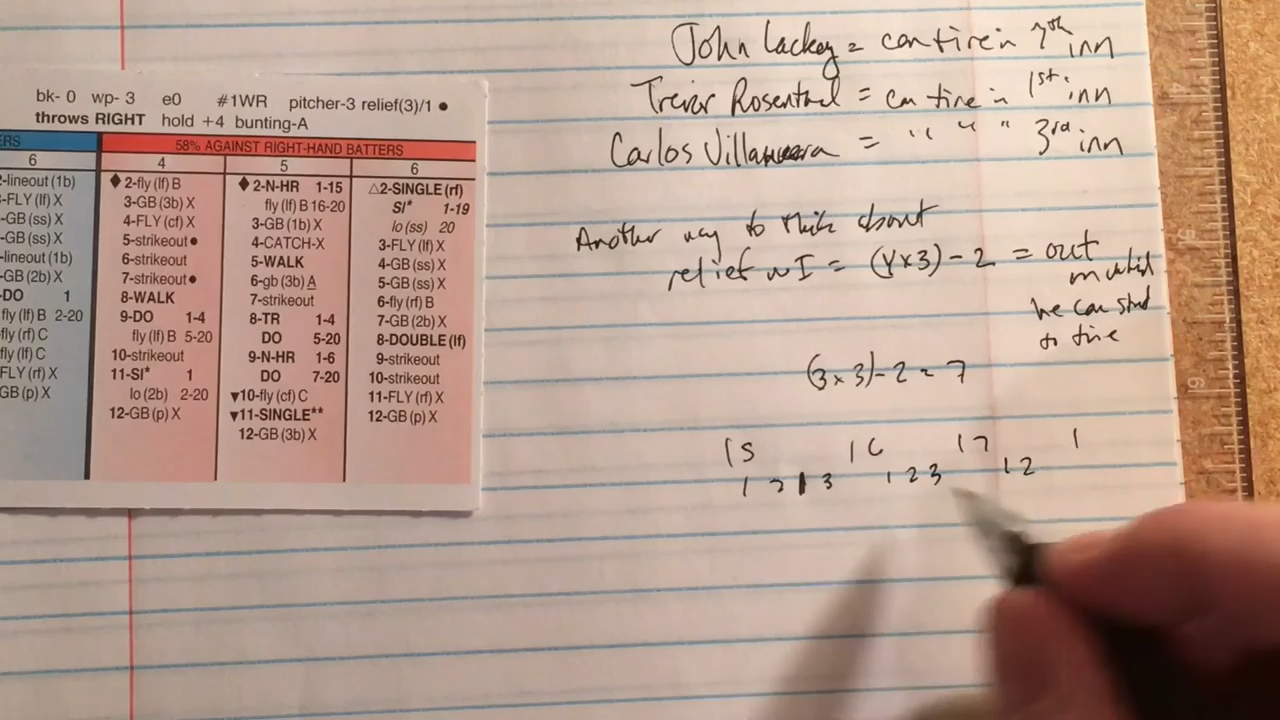 bk- 0 wp- 3 e0 #1WR pitcher-3 relief(3)/1 ●
throws RIGHT hold +4 bunting-A
ERS
58% AGAINST RIGHT-HAND BATTERS
6
-lineout (1b)
-FLY (lf) X
-GB (ss) X
-GB (ss) X
-lineout (1b)
-GB (2b) X
-DO 1
fly (lf) B 2-20
fly (rf) C
fly (lf) C
FLY (rf) X
GB (p) X
4
♦2-fly (lf) B
3-GB (3b) X
4-FLY (cf) X
5-strikeout●
6-strikeout
7-strikeout●
8-WALK
9-DO 1-4
fly (lf) B 5-20
10-strikeout
11-SI* 1
lo (2b) 2-20
12-GB (p) X
5
♦2-N-HR 1-15
fly (lf) B 16-20
3-GB (1b) X
4-CATCH-X
5-WALK
6-gb (3b) A
7-strikeout
8-TR 1-4
DO 5-20
9-N-HR 1-6
DO 7-20
▼10-fly (cf) C
▼11-SINGLE**
12-GB (3b) X
6
△2-SINGLE (rf)
SI* 1-19
lo (ss) 20
3-FLY (lf) X
4-GB (ss) X
5-GB (ss) X
6-fly (rf) B
7-GB (2b) X
8-DOUBLE (lf)
9-strikeout
10-strikeout
11-FLY (rf) X
12-GB (p) X
John Lackey = can tire in 7th inn
Trevor Rosenthal = can tire in 1st inn
Carlos Villanueva = " " " 3rd inn
Another way to think about
relief w I = (Yx3) - 2 = out
in which
he can start
to tire
(3x3) - 2 = 7
15 16 17 1
1 2 3 1 2 3 1 2